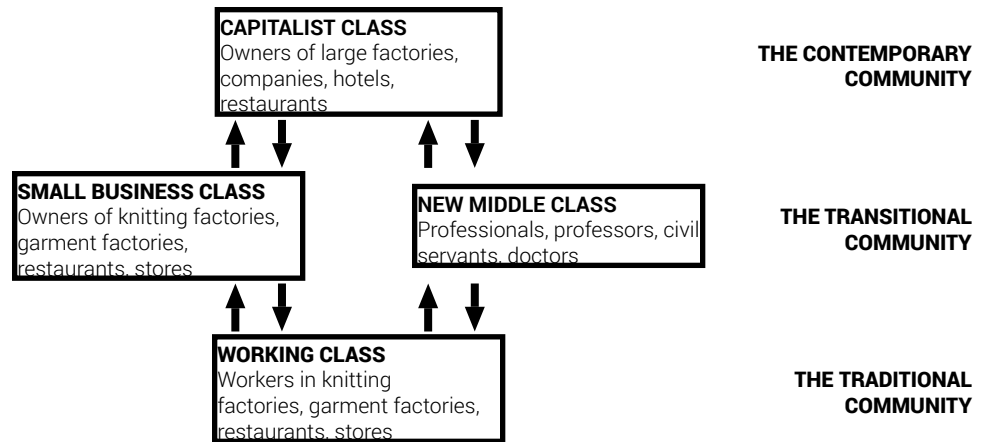 CAPITALIST CLASS
Owners of large factories,
companies, hotels,
restaurants
THE CONTEMPORARY
COMMUNITY
SMALL BUSINESS CLASS
Owners of knitting factories,
garment factories,
restaurants, stores
NEW MIDDLE CLASS
Professionals, professors, civil
servants, doctors
THE TRANSITIONAL
COMMUNITY
WORKING CLASS
Workers in knitting
factories, garment factories,
restaurants, stores
THE TRADITIONAL
COMMUNITY